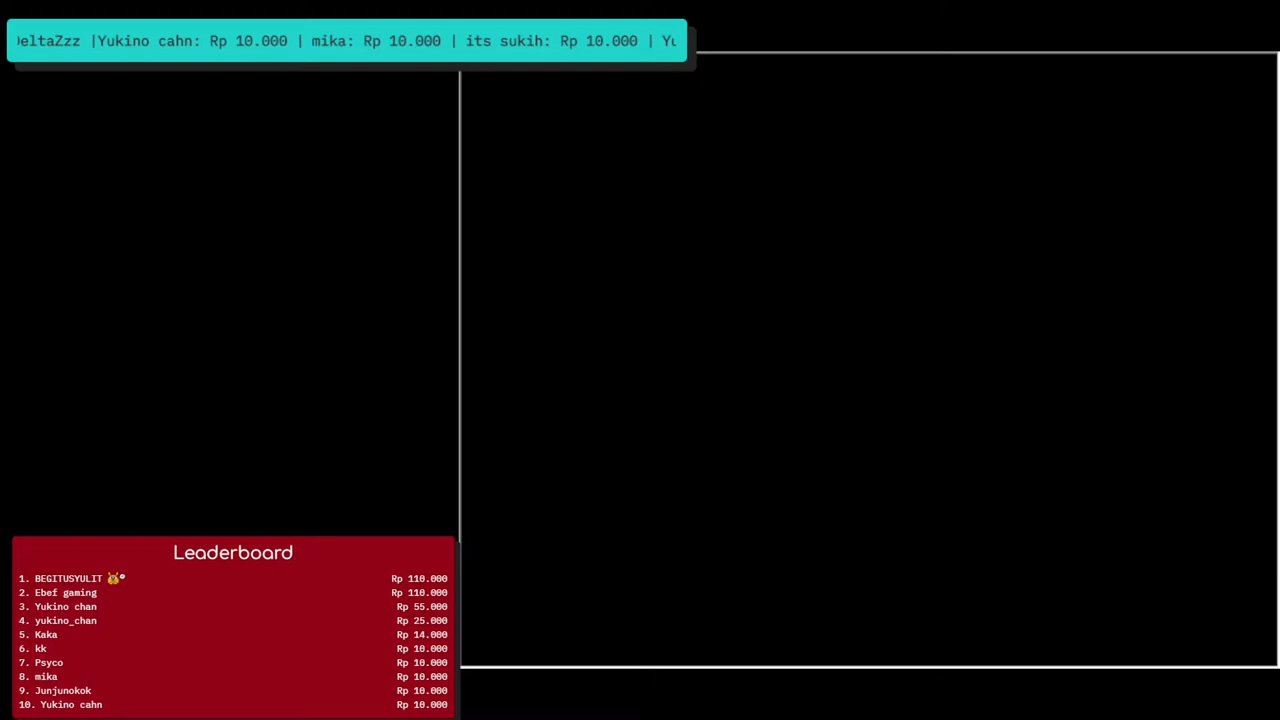 DeltaZzz |Yukino cahn: Rp 10.000 | mika: Rp 10.000 | its sukih: Rp 10.000 | Yu
Leaderboard
1. BEGITUSYULIT Rp 110.000
2. Ebef gaming Rp 110.000
3. Yukino chan Rp 55.000
4. yukino_chan Rp 25.000
5. Kaka Rp 14.000
6. kk Rp 10.000
7. Psyco Rp 10.000
8. mika Rp 10.000
9. Junjunokok Rp 10.000
10. Yukino cahn Rp 10.000